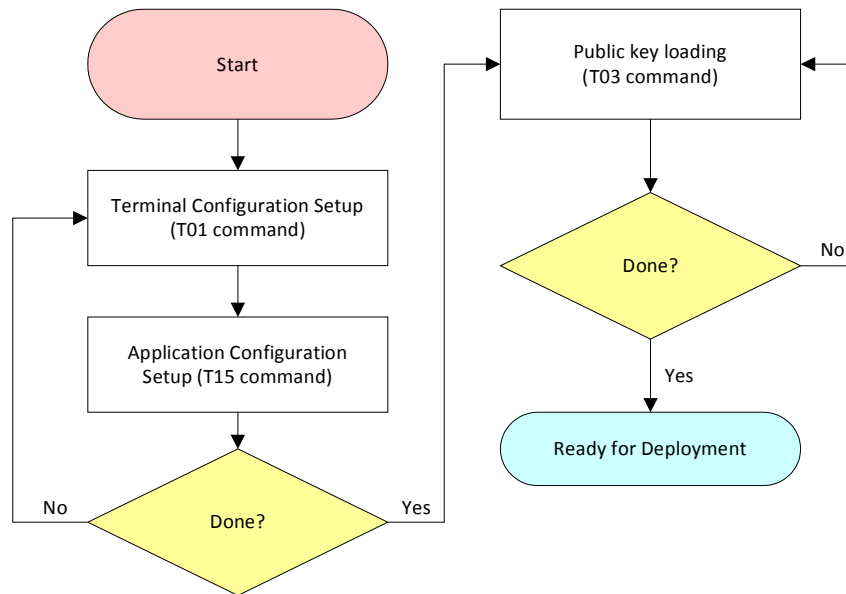 Start
Terminal Configuration Setup
(T01 command)
Application Configuration
Setup (T15 command)
Done?
No
Yes
Public key loading
(T03 command)
Done?
No
Yes
Ready for Deployment